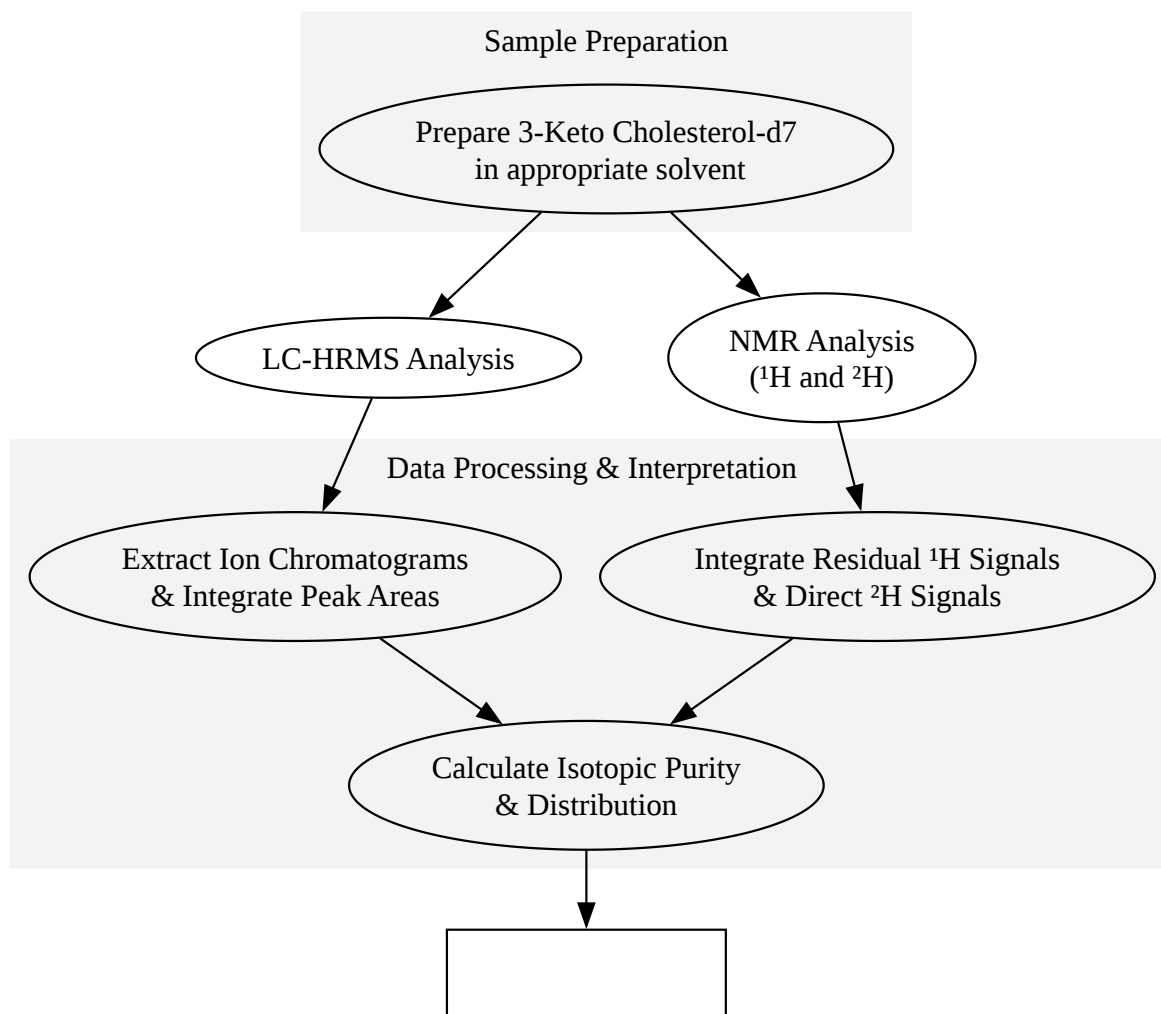 Sample Preparation
Prepare 3-Keto Cholesterol-d7
in appropriate solvent
LC-HRMS Analysis
NMR Analysis
(¹H and ²H)
Data Processing & Interpretation
Extract Ion Chromatograms
& Integrate Peak Areas
Integrate Residual ¹H Signals
& Direct ²H Signals
Calculate Isotopic Purity
& Distribution